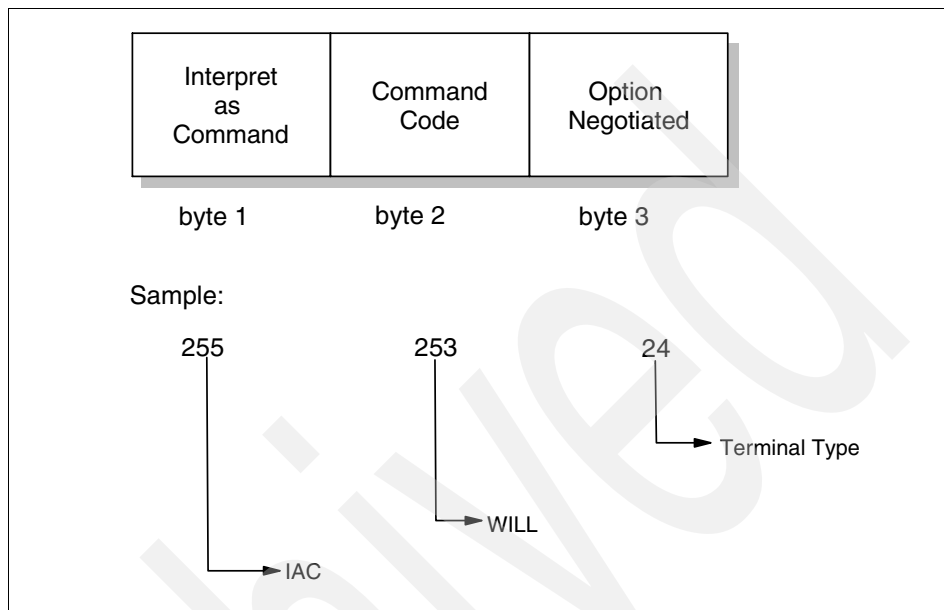 Interpret
as
Command
Command
Code
Option
Negotiated
byte 1
byte 2
byte 3
Sample:
255
253
24
Terminal Type
WILL
IAC
hived